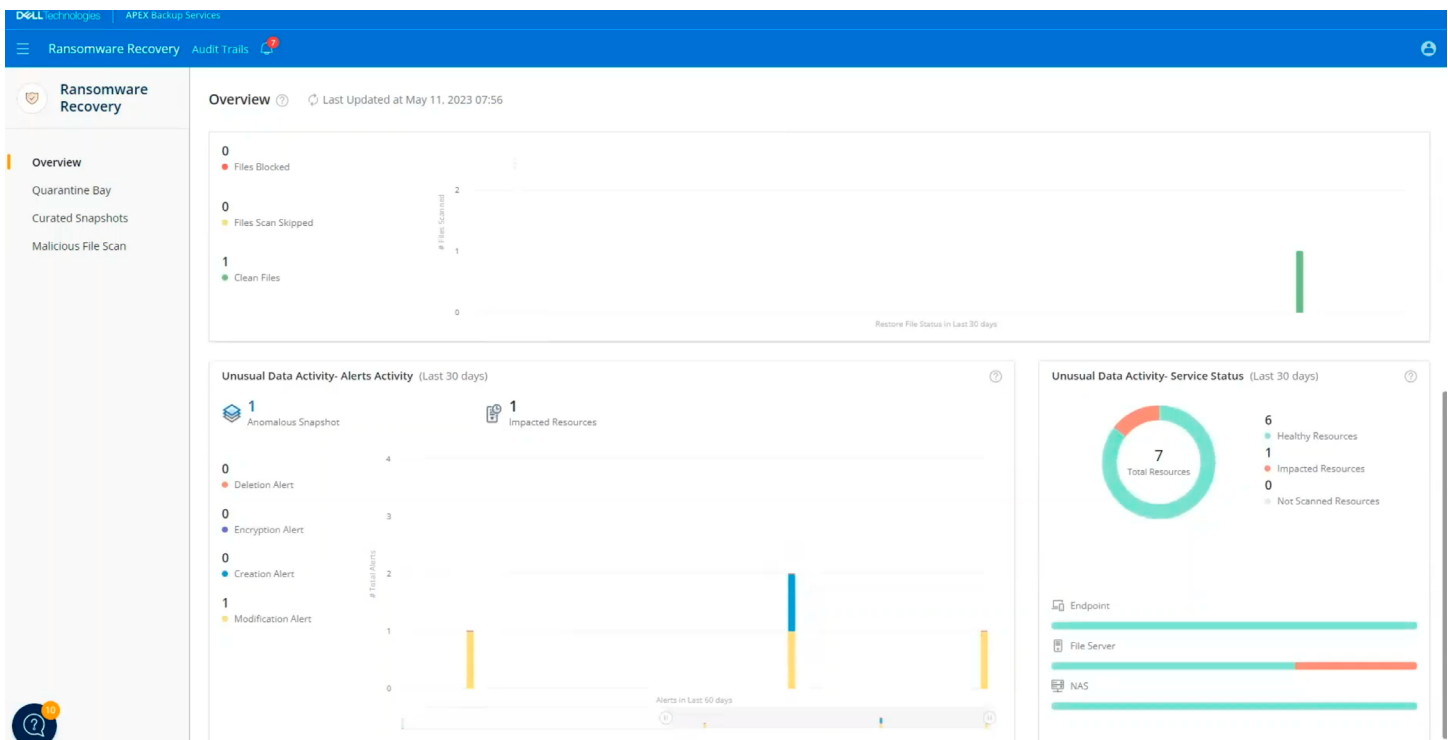 DELL Technologies | APEX Backup Services
Ransomware Recovery Audit Trails 7
Ransomware
Recovery
Overview
Quarantine Bay
Curated Snapshots
Malicious File Scan
10
Overview Last Updated at May 11, 2023 07:56
0
Files Blocked
0
Files Scan Skipped
1
Clean Files
# Files Scanned
2
1
0
Restore File Status in Last 30 days
Unusual Data Activity- Alerts Activity (Last 30 days)
1
Anomalous Snapshot
1
Impacted Resources
0
Deletion Alert
0
Encryption Alert
0
Creation Alert
1
Modification Alert
# Total Alerts
4
3
2
1
0
Alerts in Last 60 days
Unusual Data Activity- Service Status (Last 30 days)
7
Total Resources
6
Healthy Resources
1
Impacted Resources
0
Not Scanned Resources
Endpoint
File Server
NAS